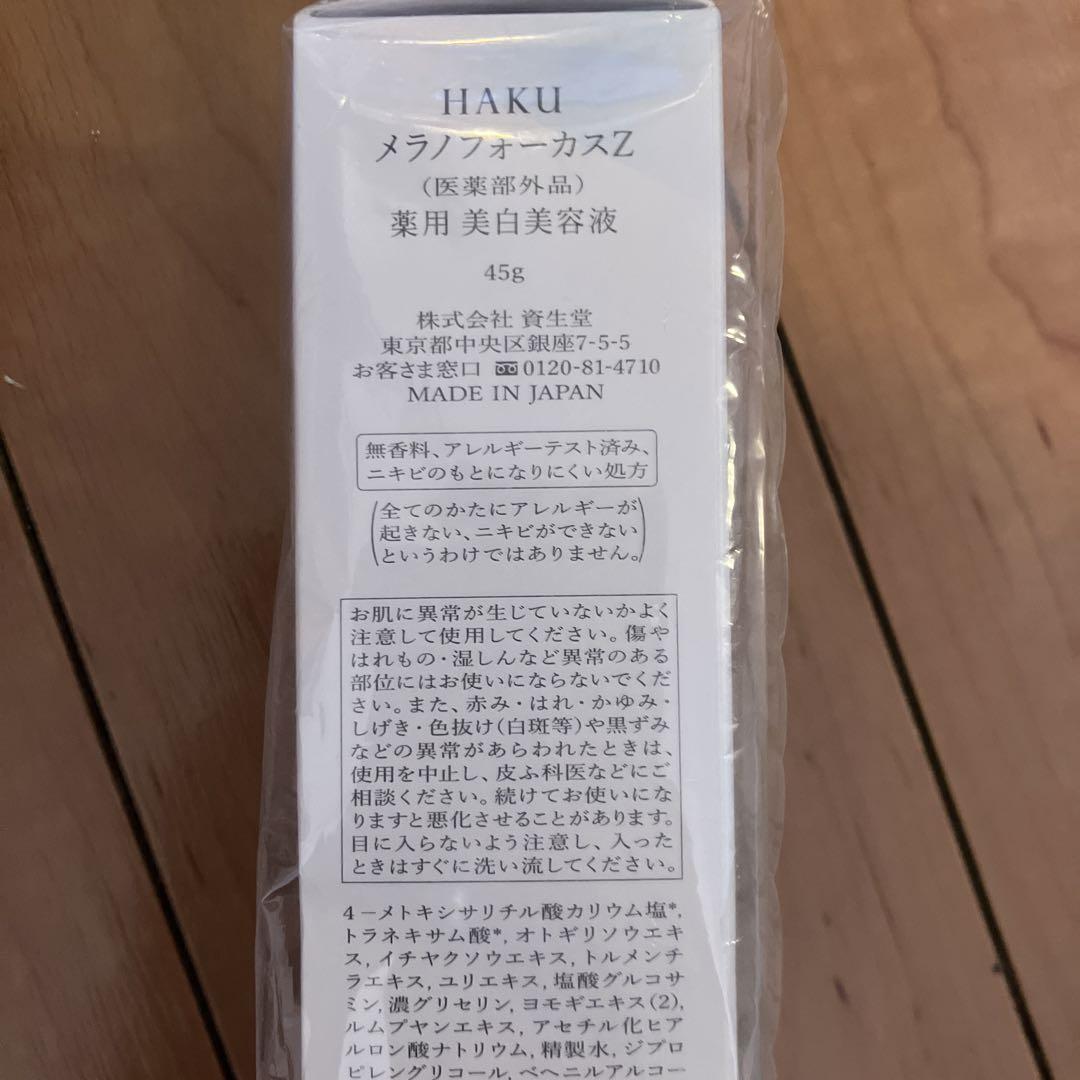 HAKU
メラノフォーカスZ
（医薬部外品）
薬用 美白美容液
45g
株式会社 資生堂
東京都中央区銀座7-5-5
お客さま窓口 0120-81-4710
MADE IN JAPAN
無香料、アレルギーテスト済み、
ニキビのもとになりにくい処方
(全てのかたにアレルギーが
起きない、ニキビができない
というわけではありません。)
お肌に異常が生じていないかよく
注意して使用してください。傷や
はれもの・湿しんなど異常のある
部位にはお使いにならないでくだ
さい。また、赤み・はれ・かゆみ・
しげき・色抜け(白斑等)や黒ずみ
などの異常があらわれたときは、
使用を中止し、皮ふ科医などにご
相談ください。続けてお使いにな
りますと悪化させることがあります。
目に入らないよう注意し、入った
ときはすぐに洗い流してください。
4－メトキシサリチル酸カリウム塩*,
トラネキサム酸*, オトギリソウエキ
ス, イチヤクソウエキス, トルメンチ
ラエキス, ユリエキス, 塩酸グルコサ
ミン, 濃グリセリン, ヨモギエキス(2),
ルムプヤンエキス, アセチル化ヒア
ルロン酸ナトリウム, 精製水, ジプロ
ピレングリコール, ベヘニルアルコー